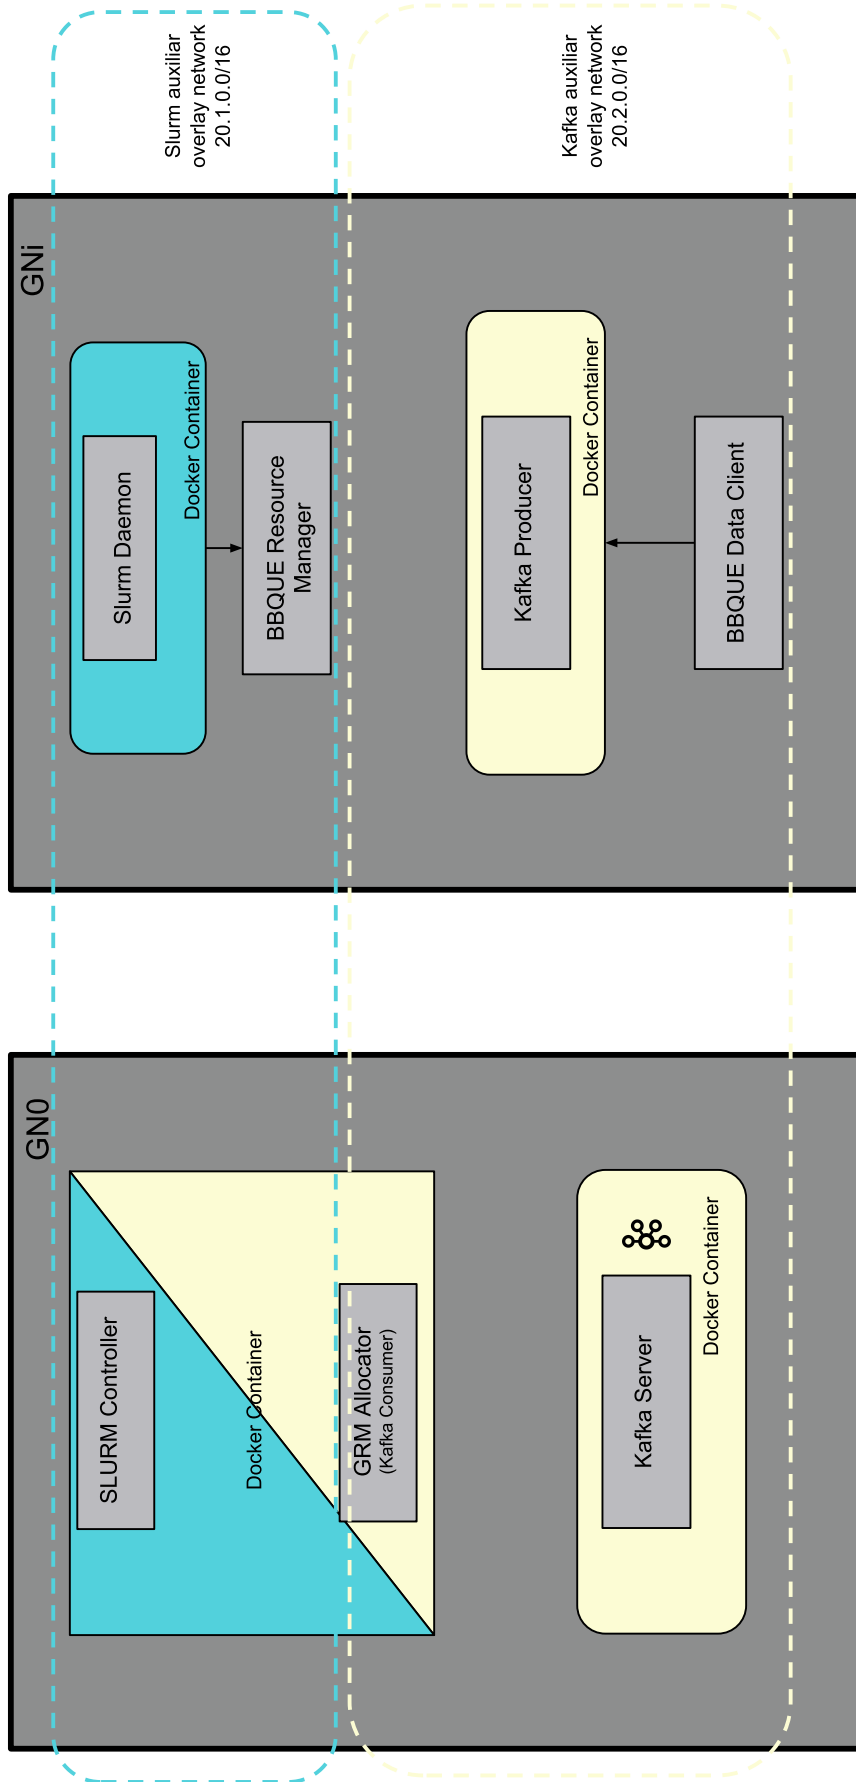 GN0
SLURM Controller
Docker Container
GRM Allocator
(Kafka Consumer)
Kafka Server
Docker Container
GNi
Slurm Daemon
Docker Container
BBQUE Resource
Manager
Kafka Producer
Docker Container
BBQUE Data Client
Slurm auxiliar
overlay network
20.1.0.0/16
Kafka auxiliar
overlay network
20.2.0.0/16